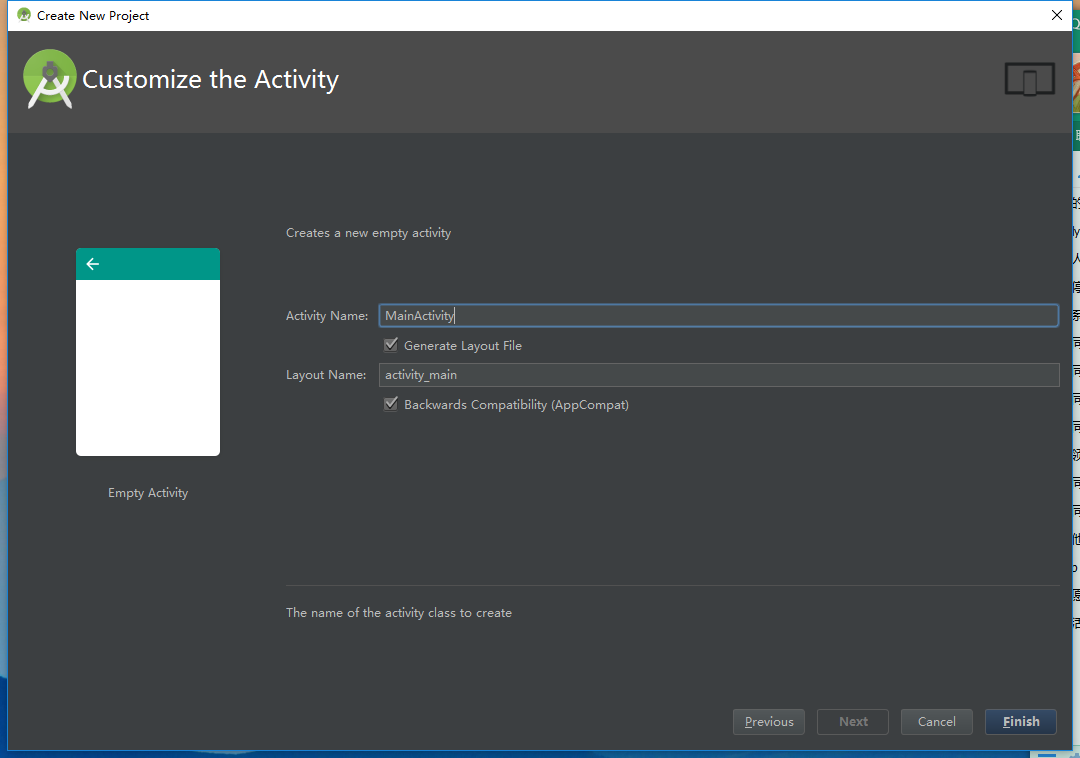 Create New Project
Customize the Activity
Creates a new empty activity
Activity Name: MainActivity
Generate Layout File
Layout Name: activity_main
Backwards Compatibility (AppCompat)
Empty Activity
The name of the activity class to create
Previous Next Cancel Finish